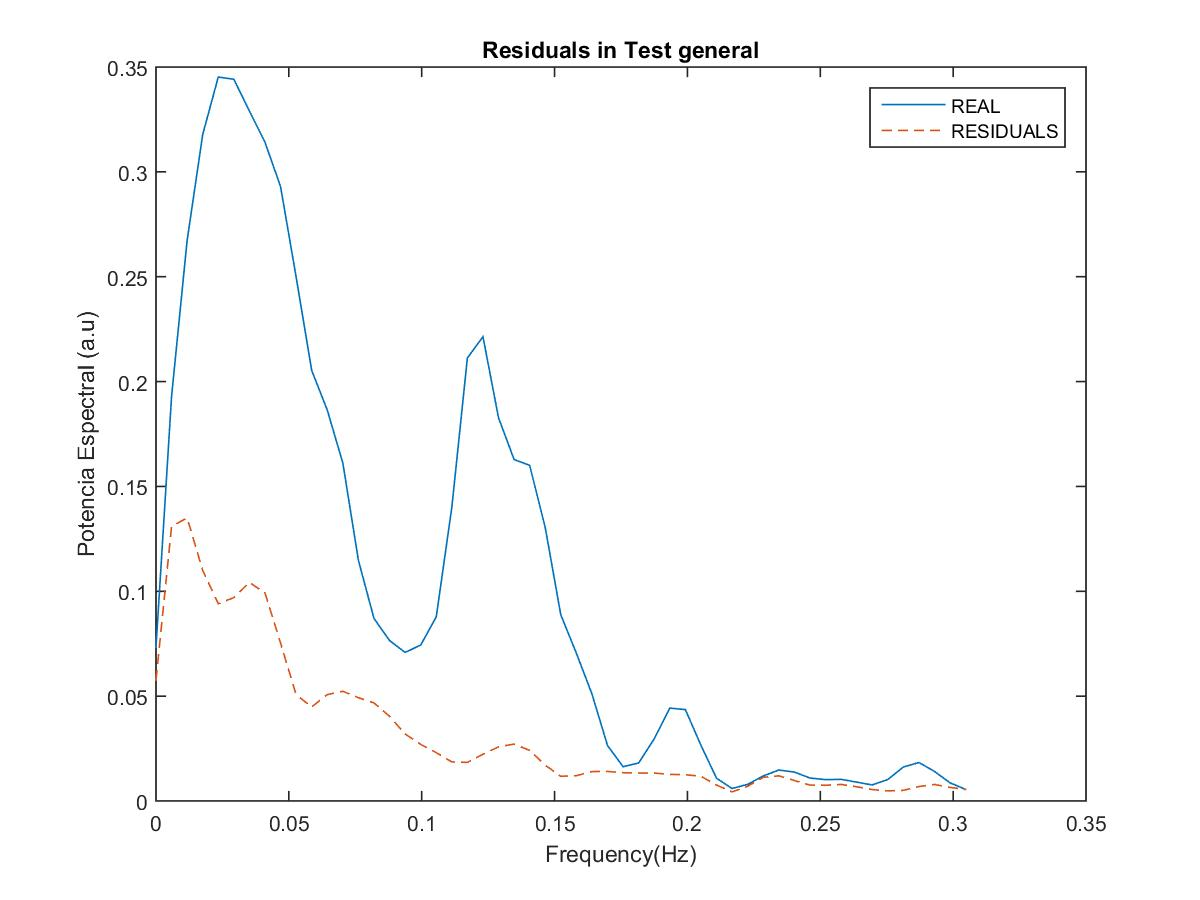 Residuals in Test general
REAL
RESIDUALS
Potencia Espectral (a.u)
0.35
0.3
0.25
0.2
0.15
0.1
0.05
0
0 0.05 0.1 0.15 0.2 0.25 0.3 0.35
Frequency(Hz)